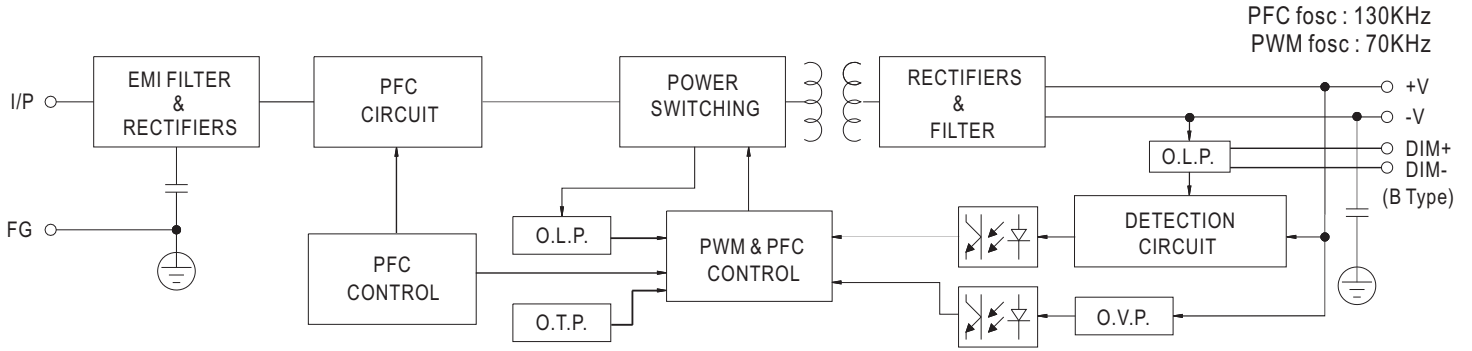 PFC fosc : 130KHz
PWM fosc : 70KHz
I/P
EMI FILTER
&
RECTIFIERS
PFC
CIRCUIT
POWER
SWITCHING
RECTIFIERS
&
FILTER
+V
-V
O.L.P.
DIM+
DIM-
(B Type)
FG
PFC
CONTROL
O.L.P.
O.T.P.
PWM & PFC
CONTROL
DETECTION
CIRCUIT
O.V.P.